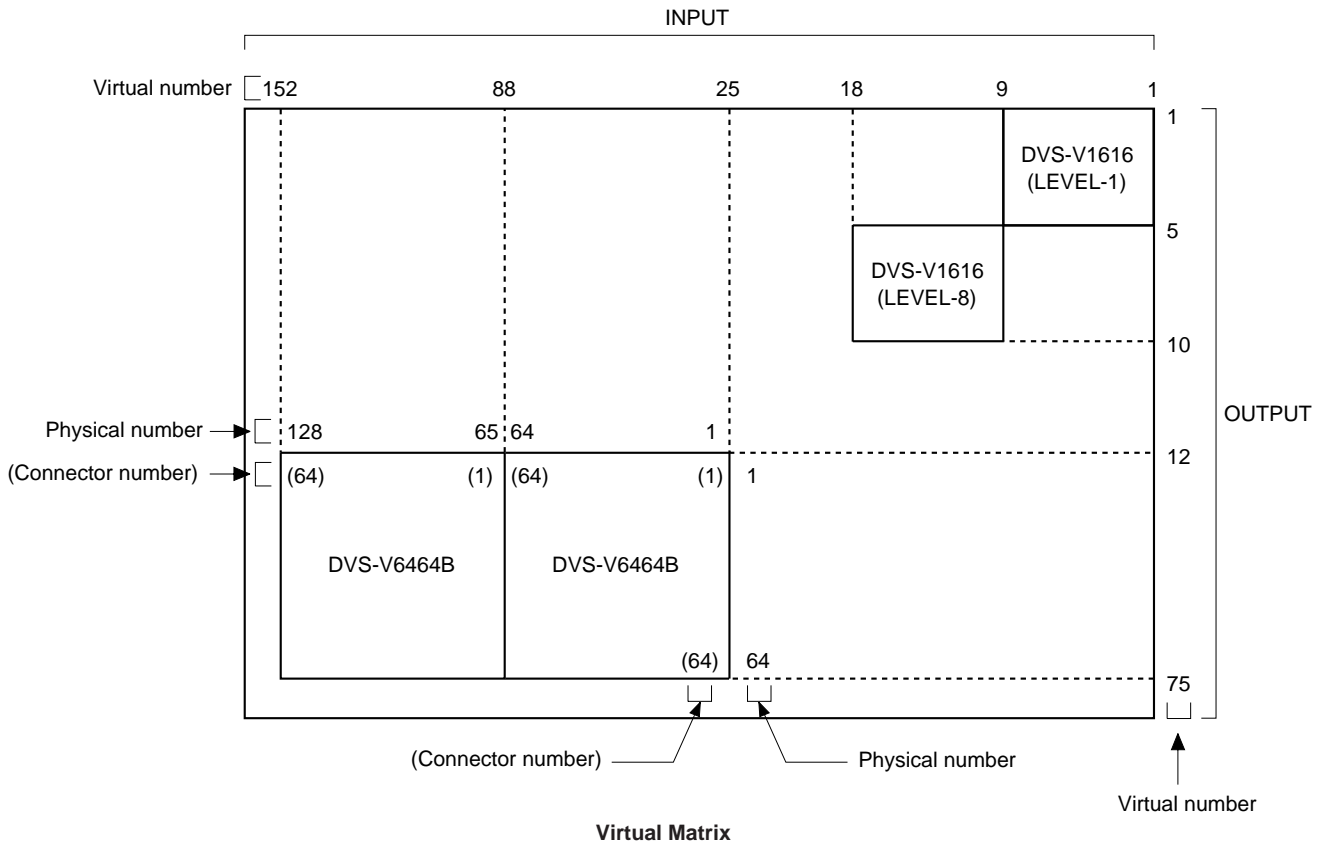 INPUT
Virtual number 152 88 25 18 9 1
1
DVS-V1616
(LEVEL-1)
5
DVS-V1616
(LEVEL-8)
10
OUTPUT
Physical number 128 65 64 1
12
(Connector number) (64) (1) (64) (1) 1
DVS-V6464B DVS-V6464B
(64) 64
75
(Connector number) Physical number
Virtual number
Virtual Matrix